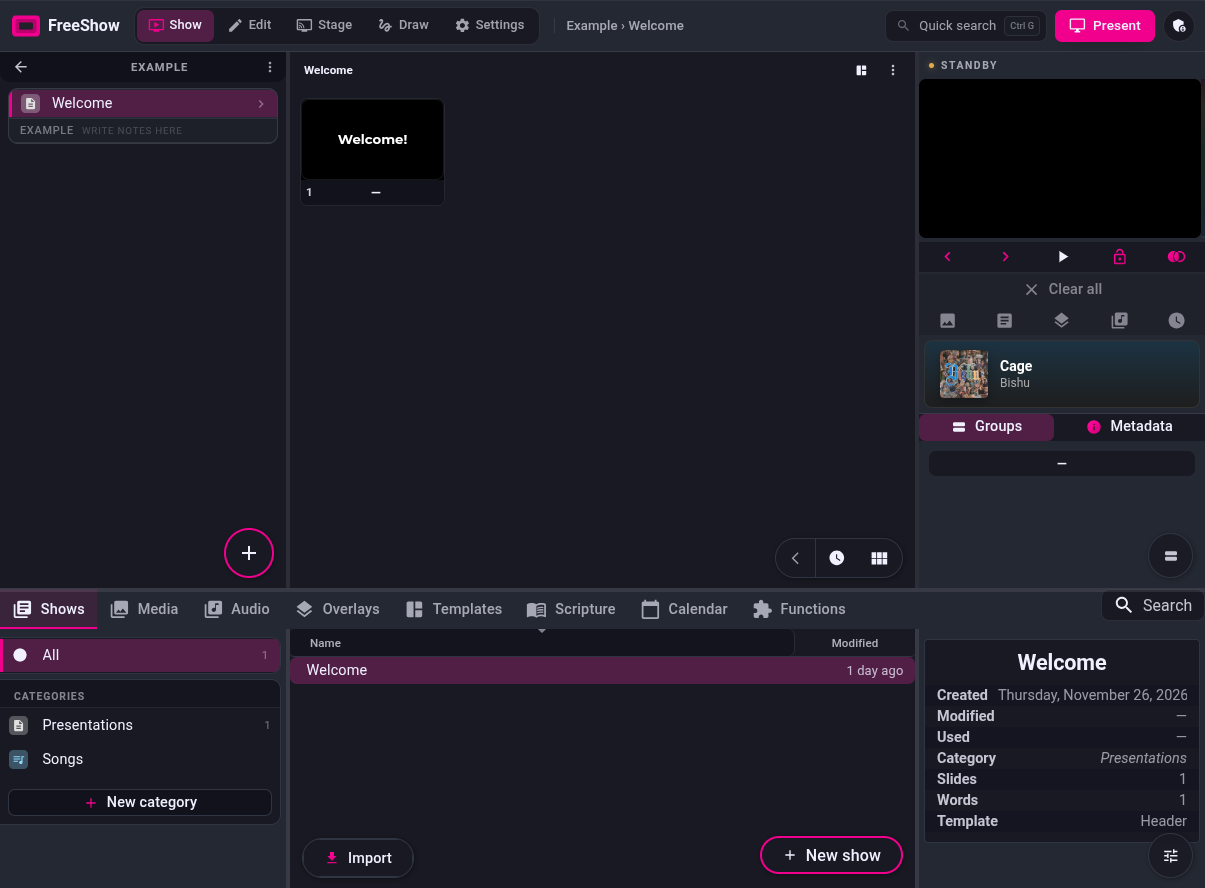 FreeShow
Show
Edit
Stage
Draw
Settings
Example › Welcome
Quick search
Ctrl G
Present
EXAMPLE
Welcome
EXAMPLE WRITE NOTES HERE
Welcome
Welcome!
1 —
STANDBY
Clear all
Cage
Bishu
Groups
Metadata
—
Shows
Media
Audio
Overlays
Templates
Scripture
Calendar
Functions
Search
All 1
CATEGORIES
Presentations 1
Songs
New category
Name Modified
Welcome 1 day ago
Import
New show
Welcome
Created Thursday, November 26, 2026
Modified —
Used —
Category Presentations
Slides 1
Words 1
Template Header